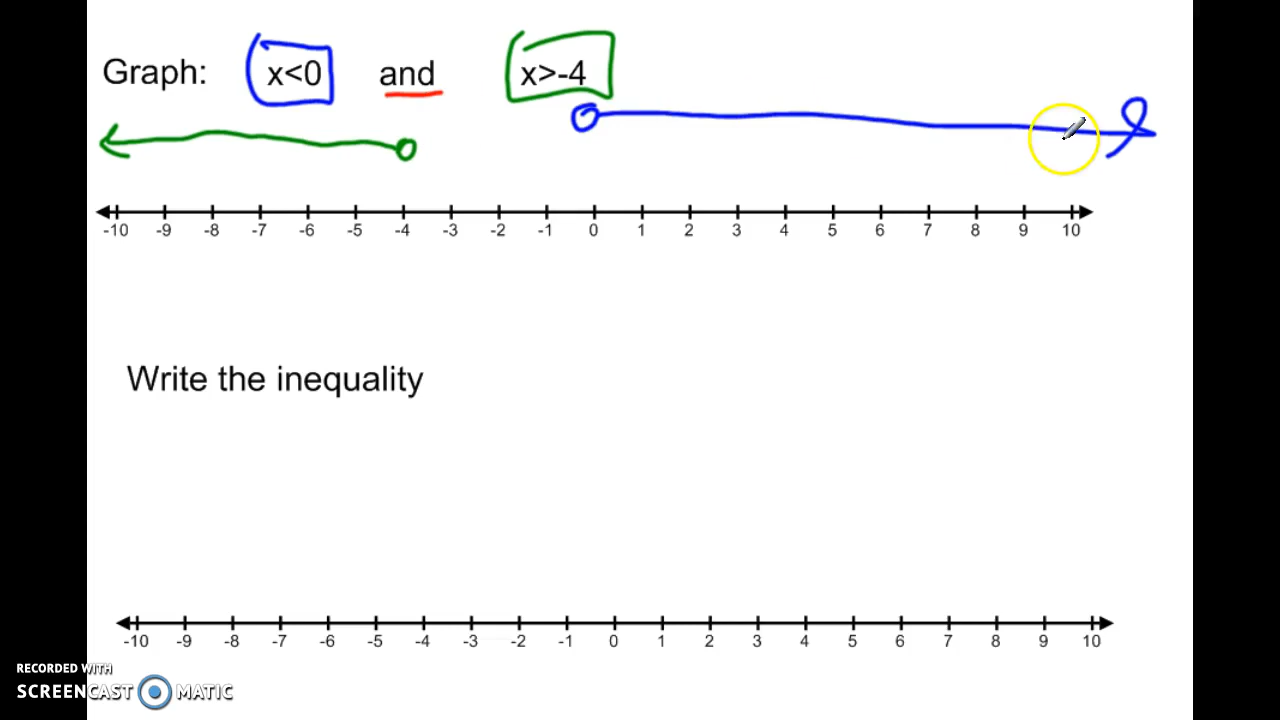 Graph: x<0 and x>-4
-10 -9 -8 -7 -6 -5 -4 -3 -2 -1 0 1 2 3 4 5 6 7 8 9 10
Write the inequality
-10 -9 -8 -7 -6 -5 -4 -3 -2 -1 0 1 2 3 4 5 6 7 8 9 10
RECORDED WITH
SCREENCAST MATIC